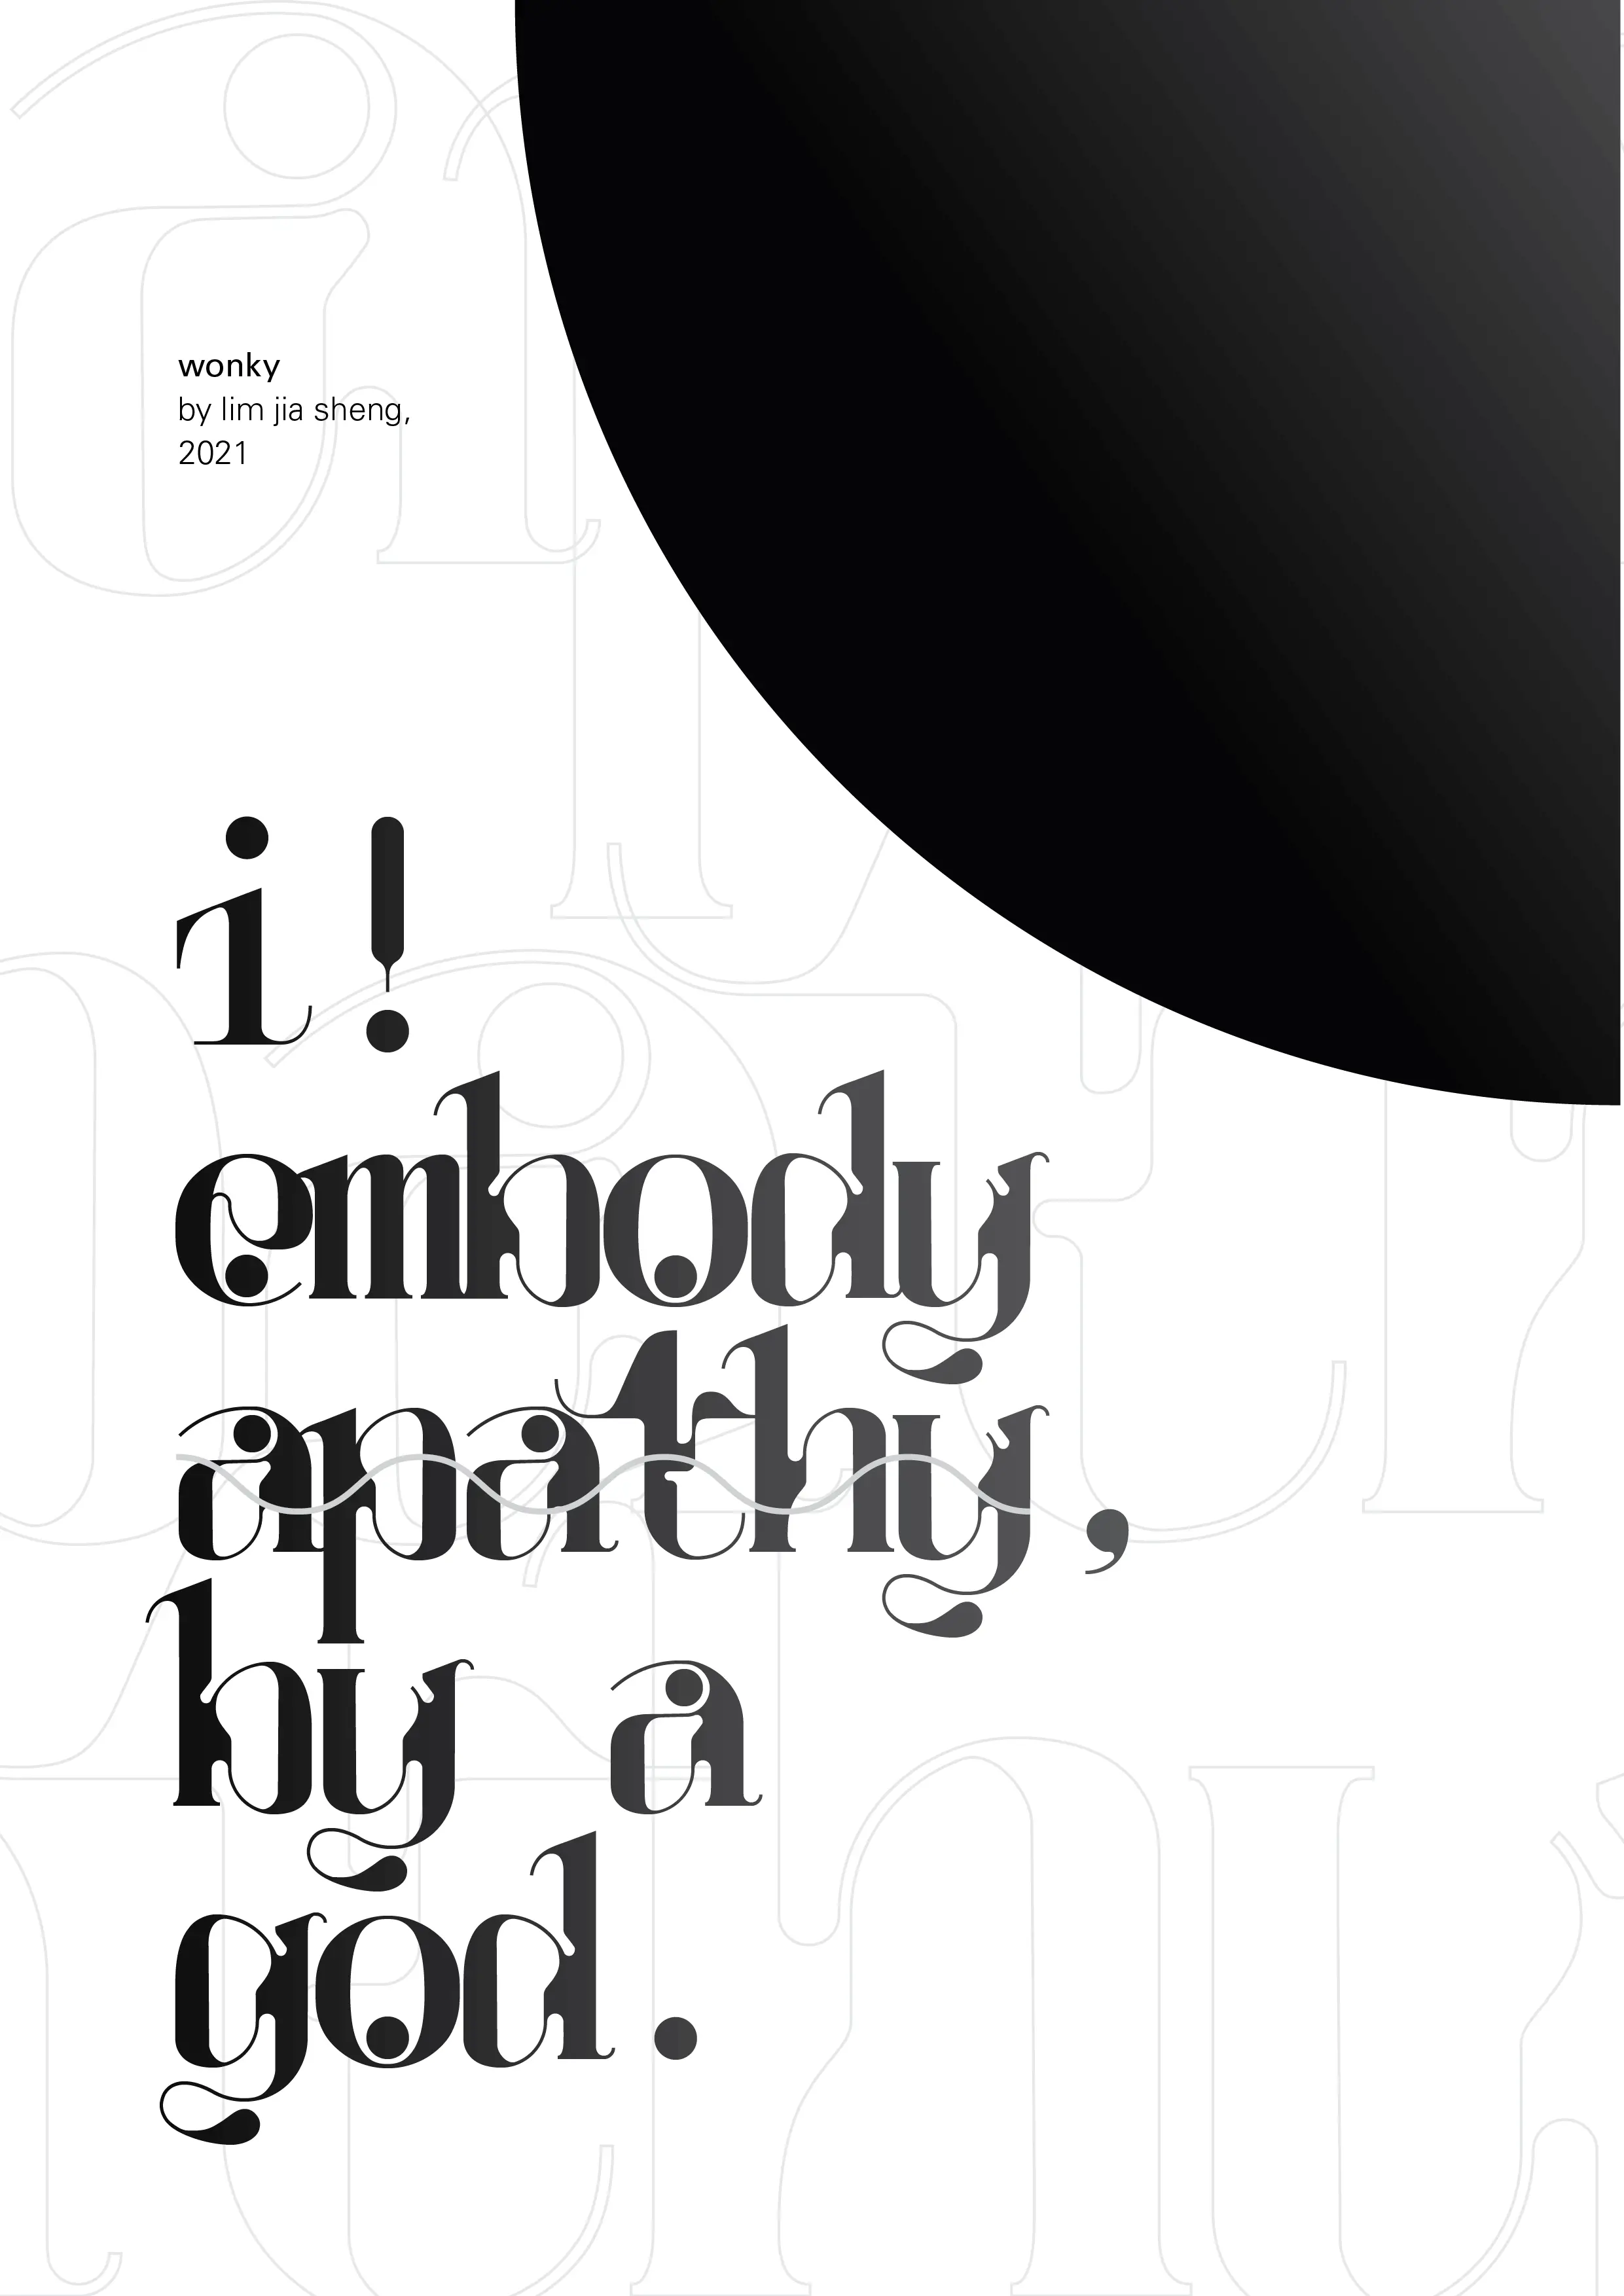 wonky
by lim jia sheng,
2021
i !
embody
apathy,
by a
god.